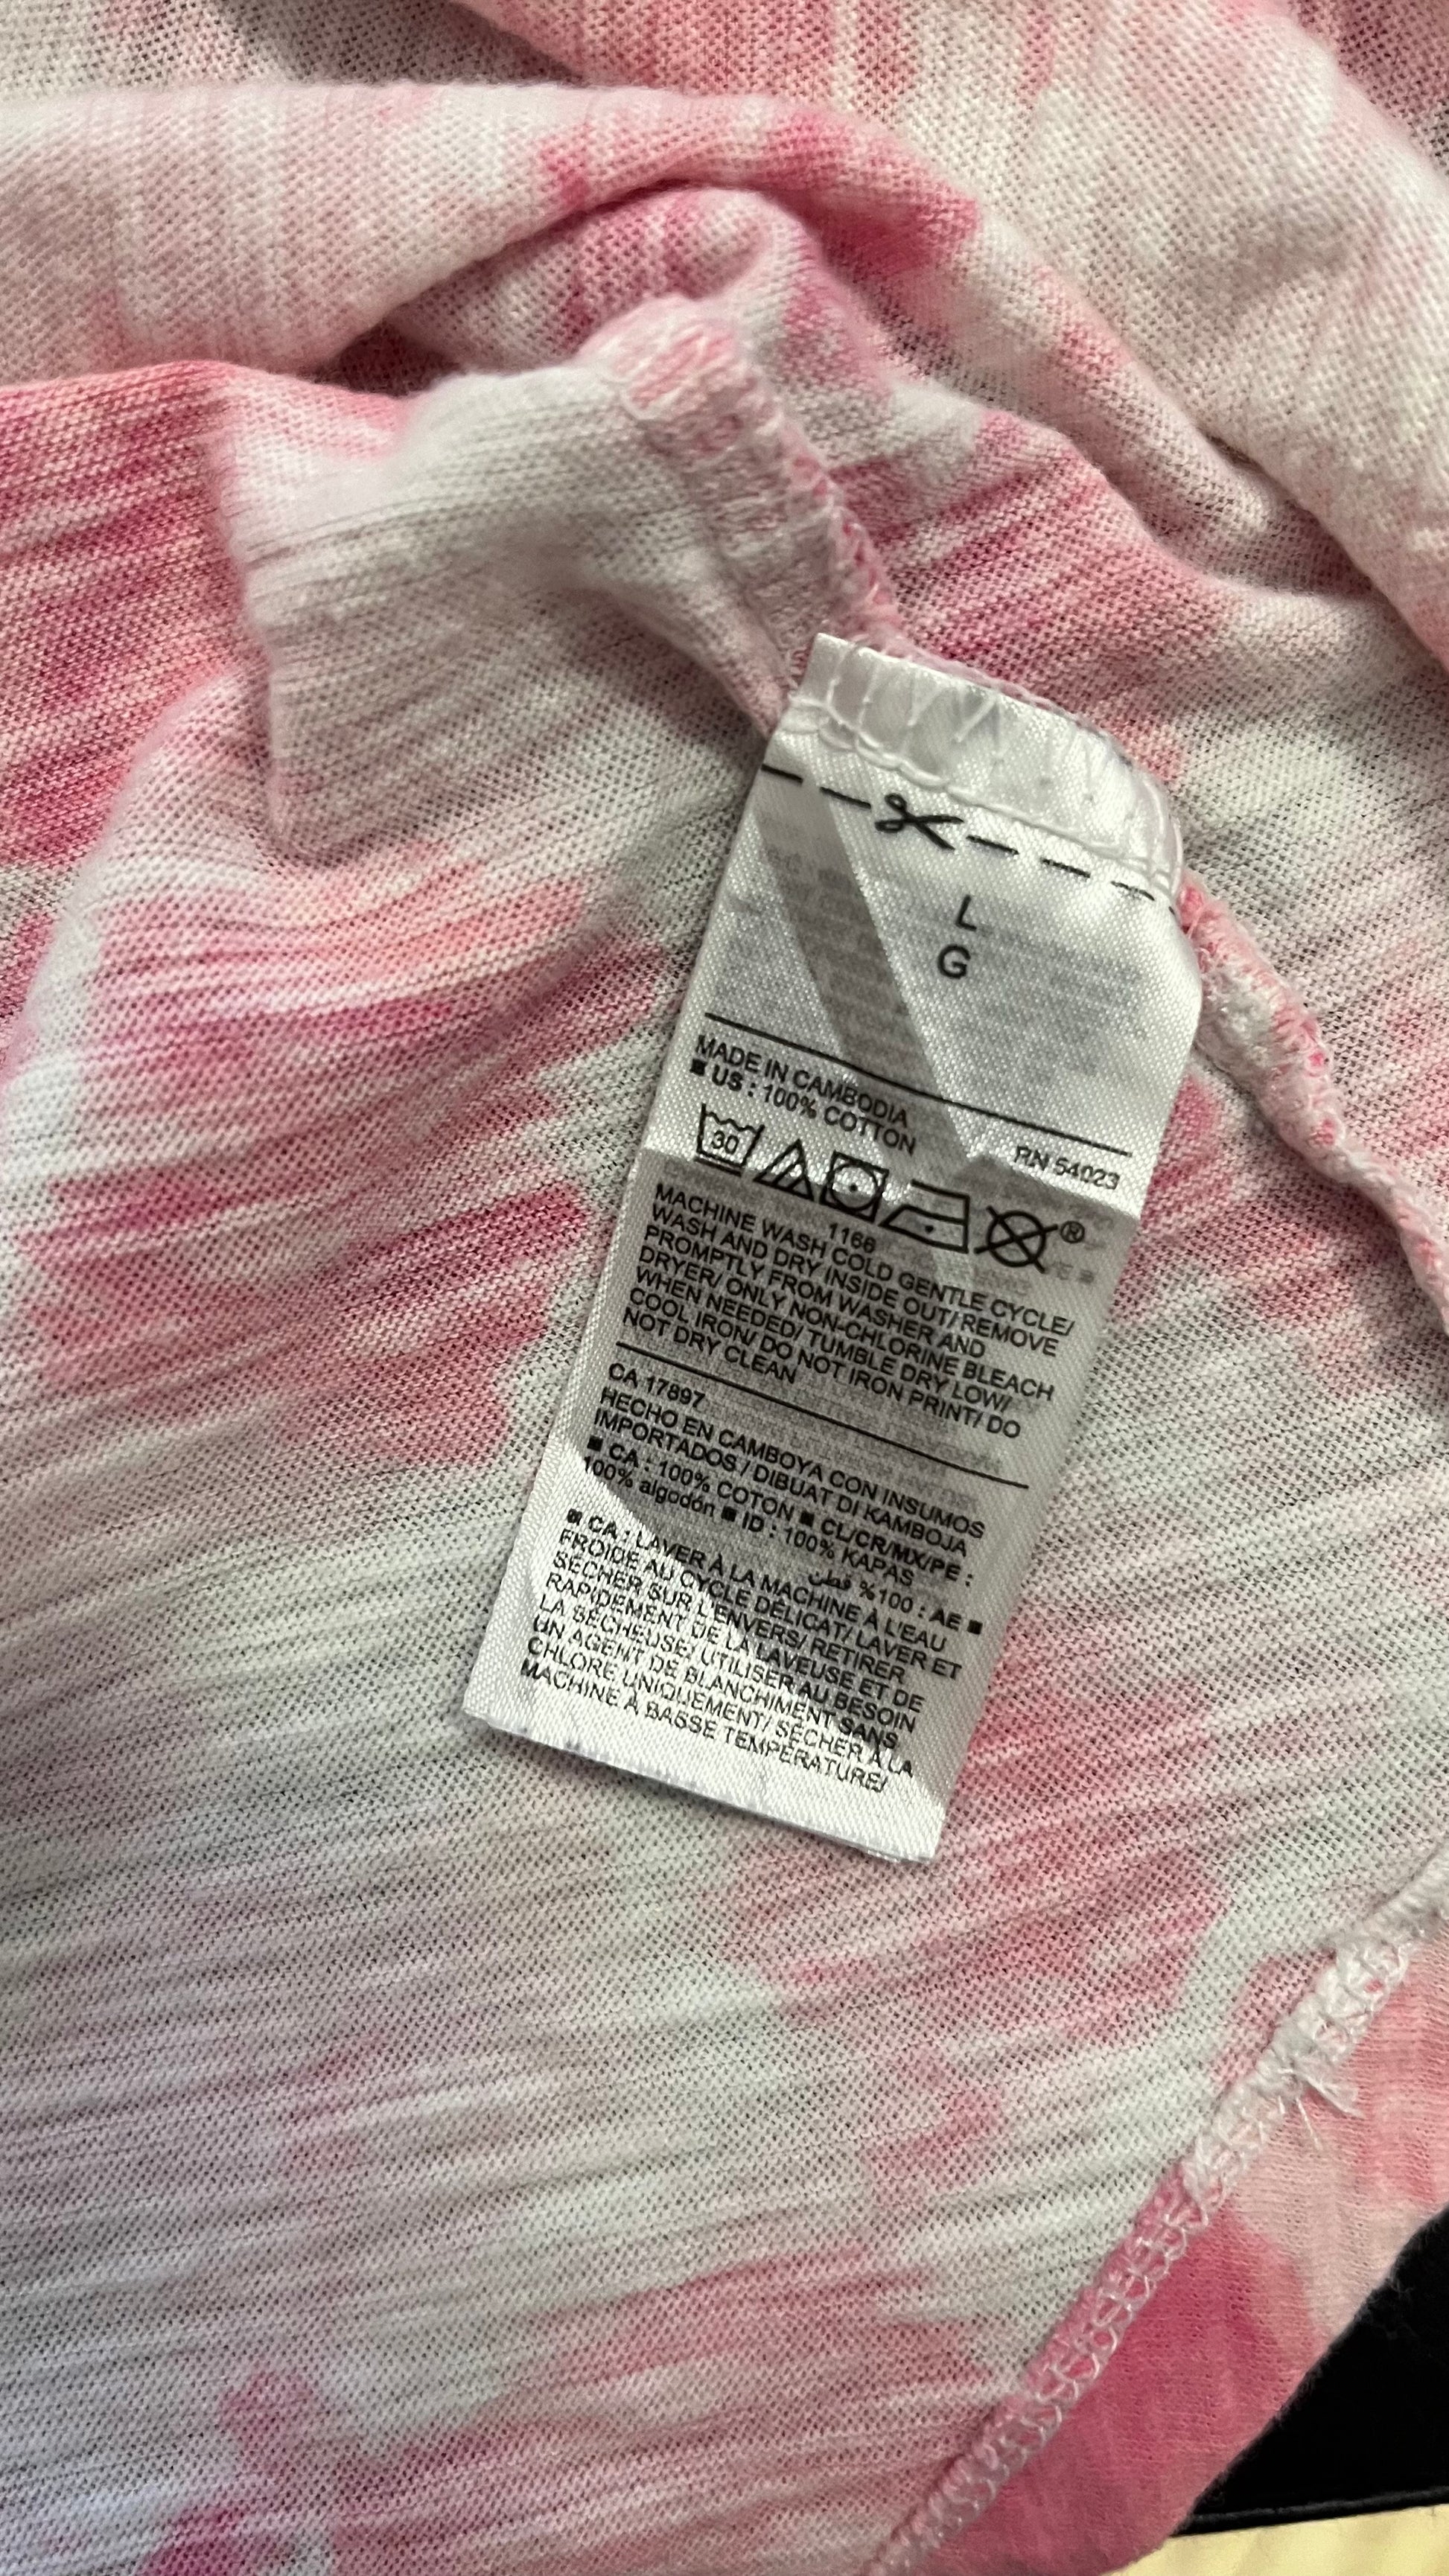 L
G
MADE IN CAMBODIA
■ US : 100% COTTON
RN 54023
30
1166
®
MACHINE WASH COLD GENTLE CYCLE/
WASH AND DRY INSIDE OUT/ REMOVE
PROMPTLY FROM WASHER AND
DRYER/ ONLY NON-CHLORINE BLEACH
WHEN NEEDED/ TUMBLE DRY LOW/
COOL IRON/ DO NOT IRON PRINT/ DO
NOT DRY CLEAN
CA 17897
HECHO EN CAMBOYA CON INSUMOS
IMPORTADOS / DIBUAT DI KAMBOJA
■ CA : 100% COTON ■ CL/CR/MX/PE :
100% algodón ■ ID : 100% KAPAS
■ AE : 100% قطن
■ CA : LAVER À LA MACHINE À L'EAU
FROIDE AU CYCLE DÉLICAT/ LAVER ET
SÉCHER SUR L'ENVERS/ RETIRER
RAPIDEMENT DE LA LAVEUSE ET DE
LA SÉCHEUSE/ UTILISER AU BESOIN
UN AGENT DE BLANCHIMENT SANS
CHLORE UNIQUEMENT/ SÉCHER À LA
MACHINE À BASSE TEMPÉRATURE/